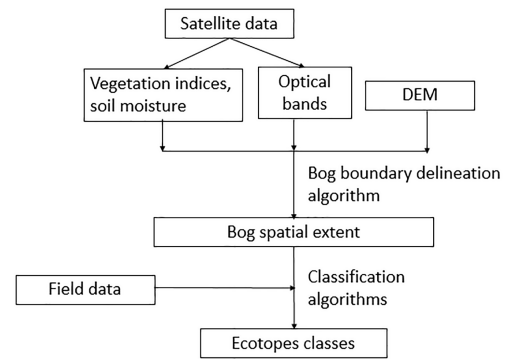 Satellite data
Vegetation indices,
soil moisture
Optical
bands
DEM
Bog boundary delineation
algorithm
Bog spatial extent
Field data
Classification
algorithms
Ecotopes classes